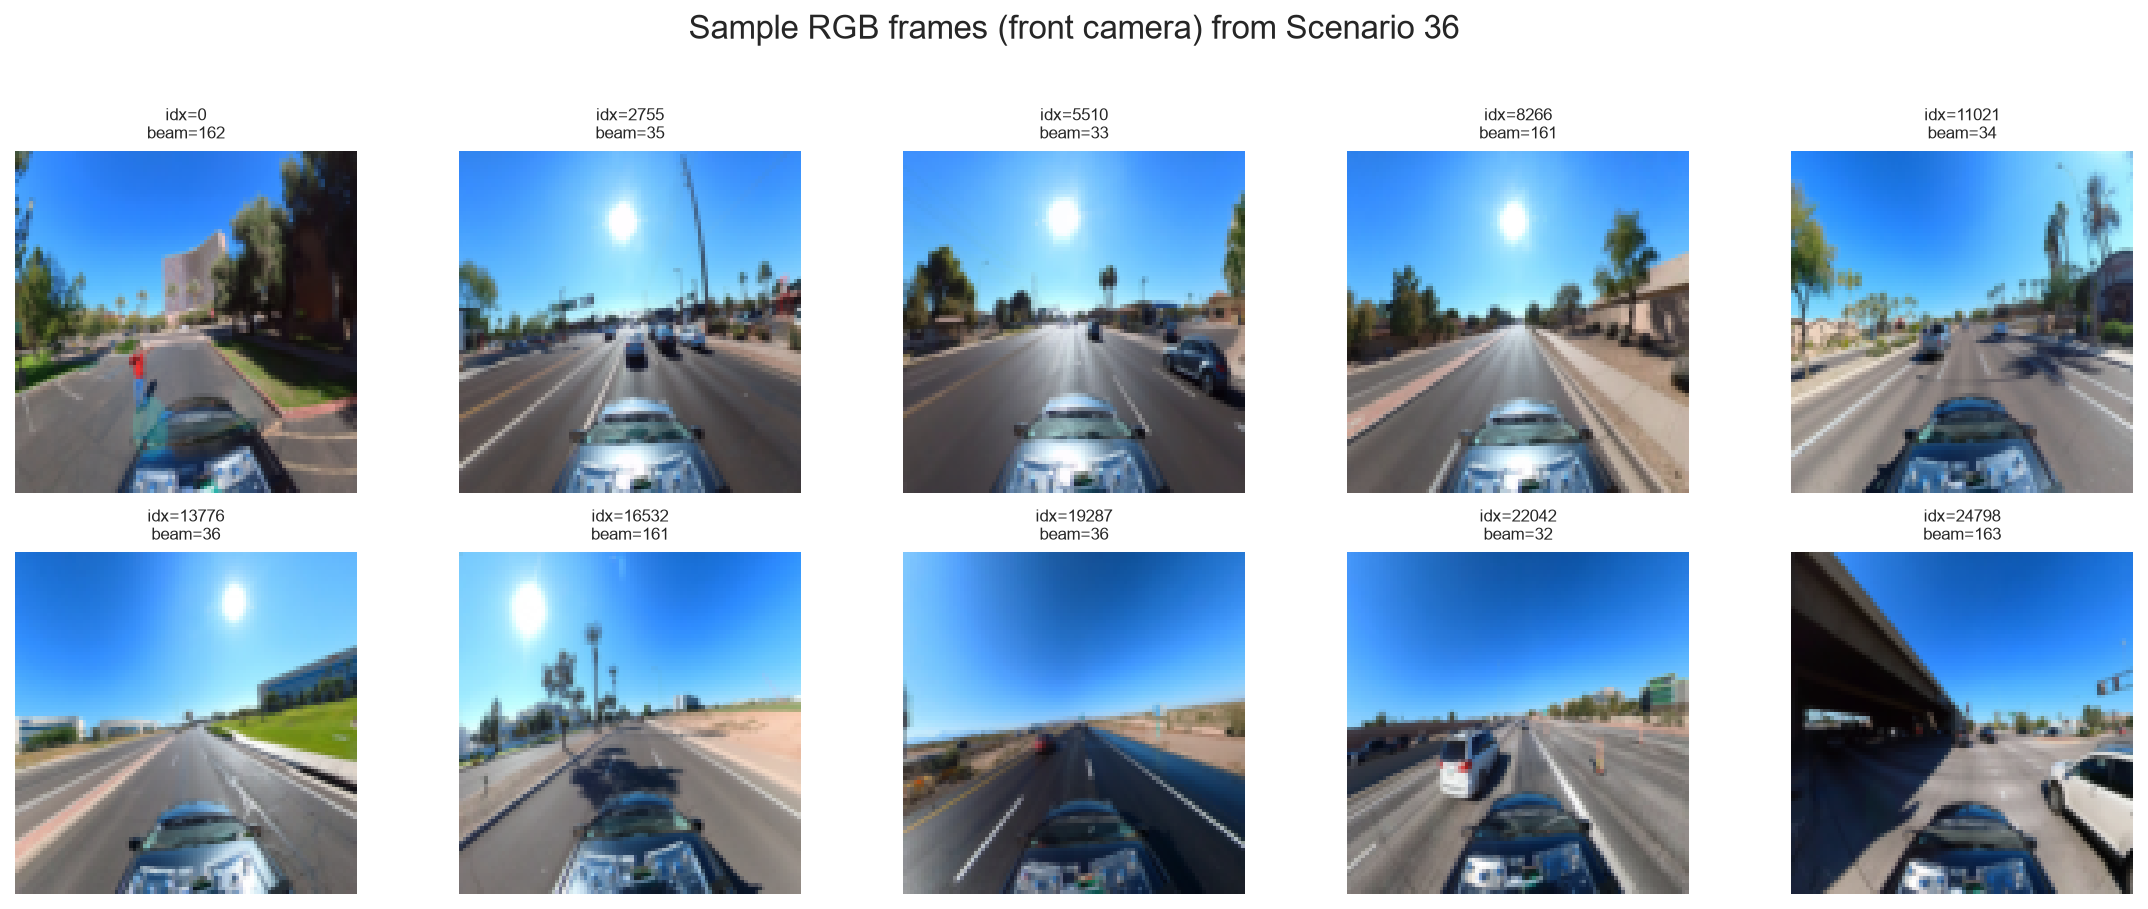 Sample RGB frames (front camera) from Scenario 36
idx=0
beam=162
idx=2755
beam=35
idx=5510
beam=33
idx=8266
beam=161
idx=11021
beam=34
idx=13776
beam=36
idx=16532
beam=161
idx=19287
beam=36
idx=22042
beam=32
idx=24798
beam=163